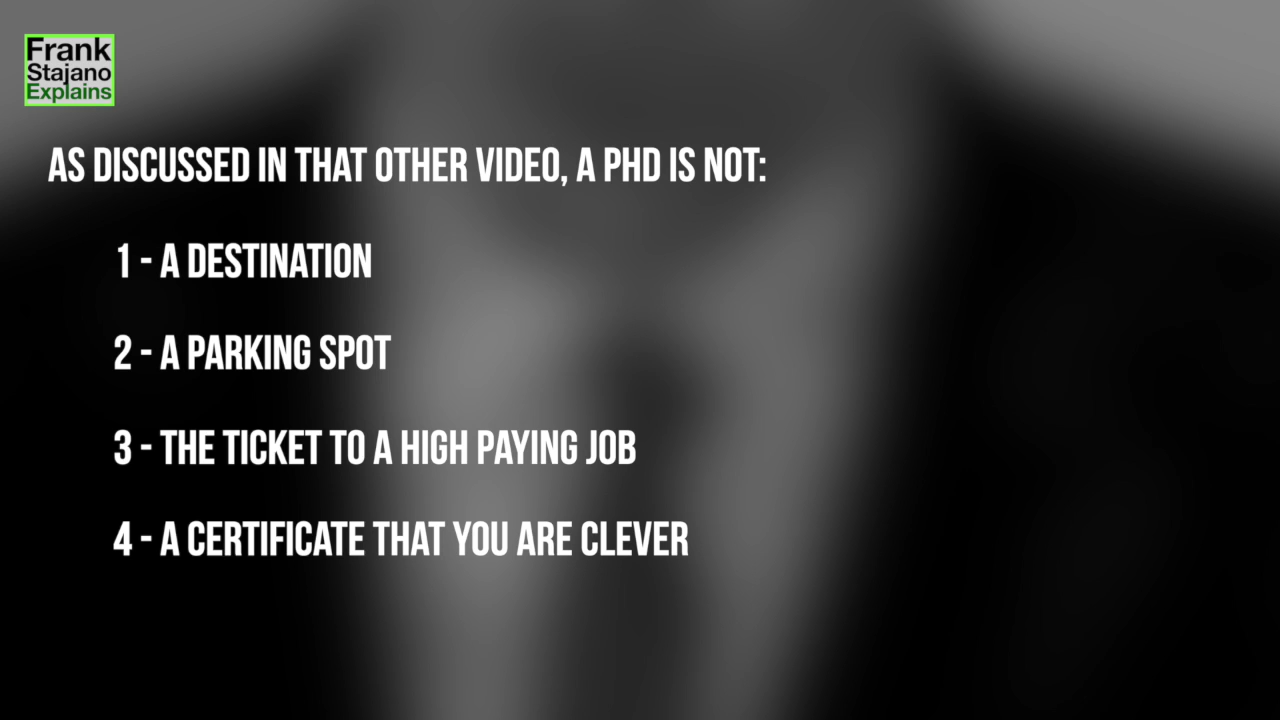 Frank
Stajano
Explains
AS DISCUSSED IN THAT OTHER VIDEO, A PHD IS NOT:
1 - A DESTINATION
2 - A PARKING SPOT
3 - THE TICKET TO A HIGH PAYING JOB
4 - A CERTIFICATE THAT YOU ARE CLEVER